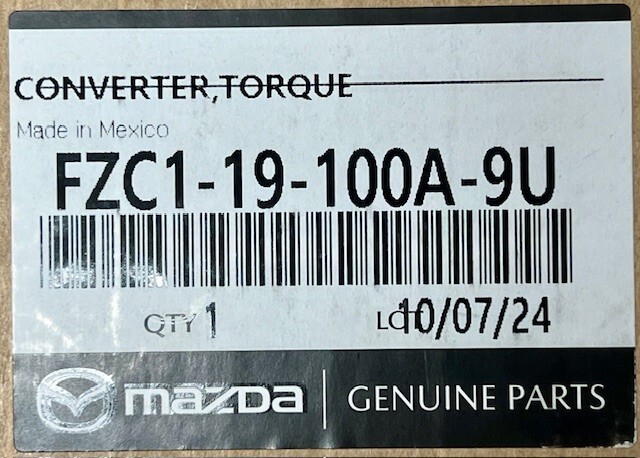 CONVERTER,TORQUE
Made in Mexico
FZC1-19-100A-9U
QTY 1 LOT 10/07/24
mazda GENUINE PARTS